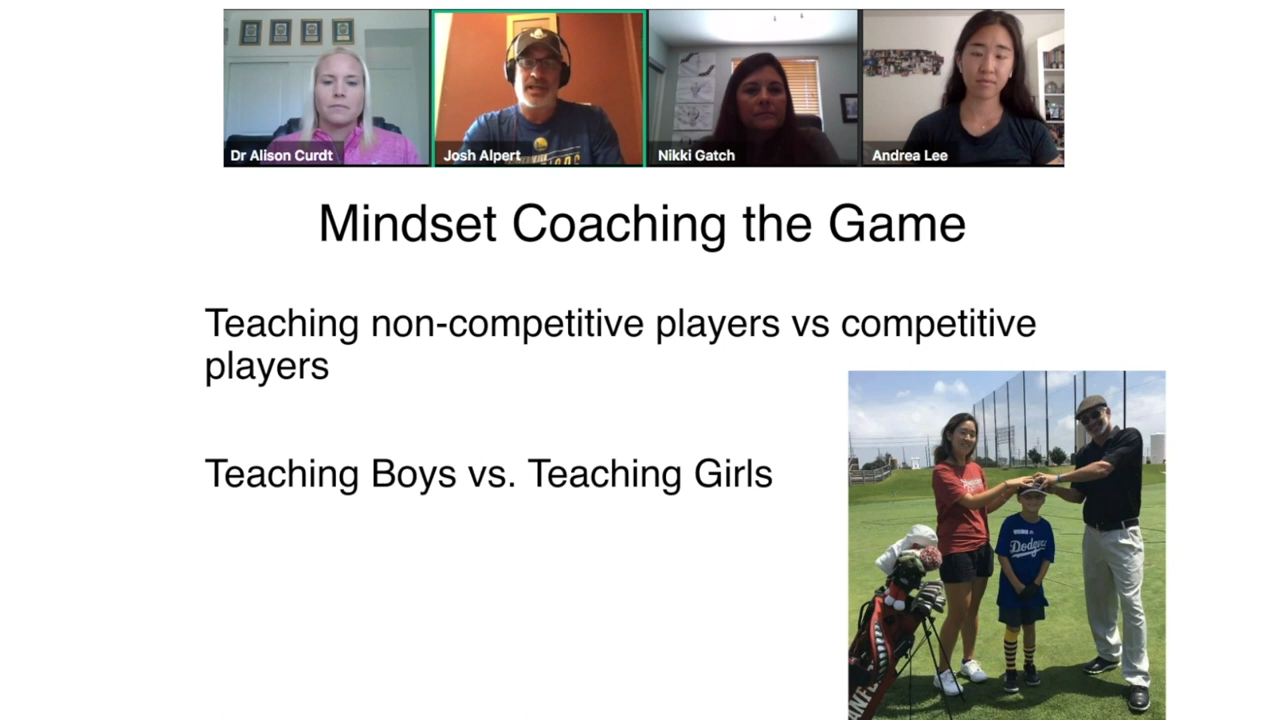 Dr Alison Curdt
Josh Alpert
Nikki Gatch
Andrea Lee
Mindset Coaching the Game
Teaching non-competitive players vs competitive
players
Teaching Boys vs. Teaching Girls
Dodgers